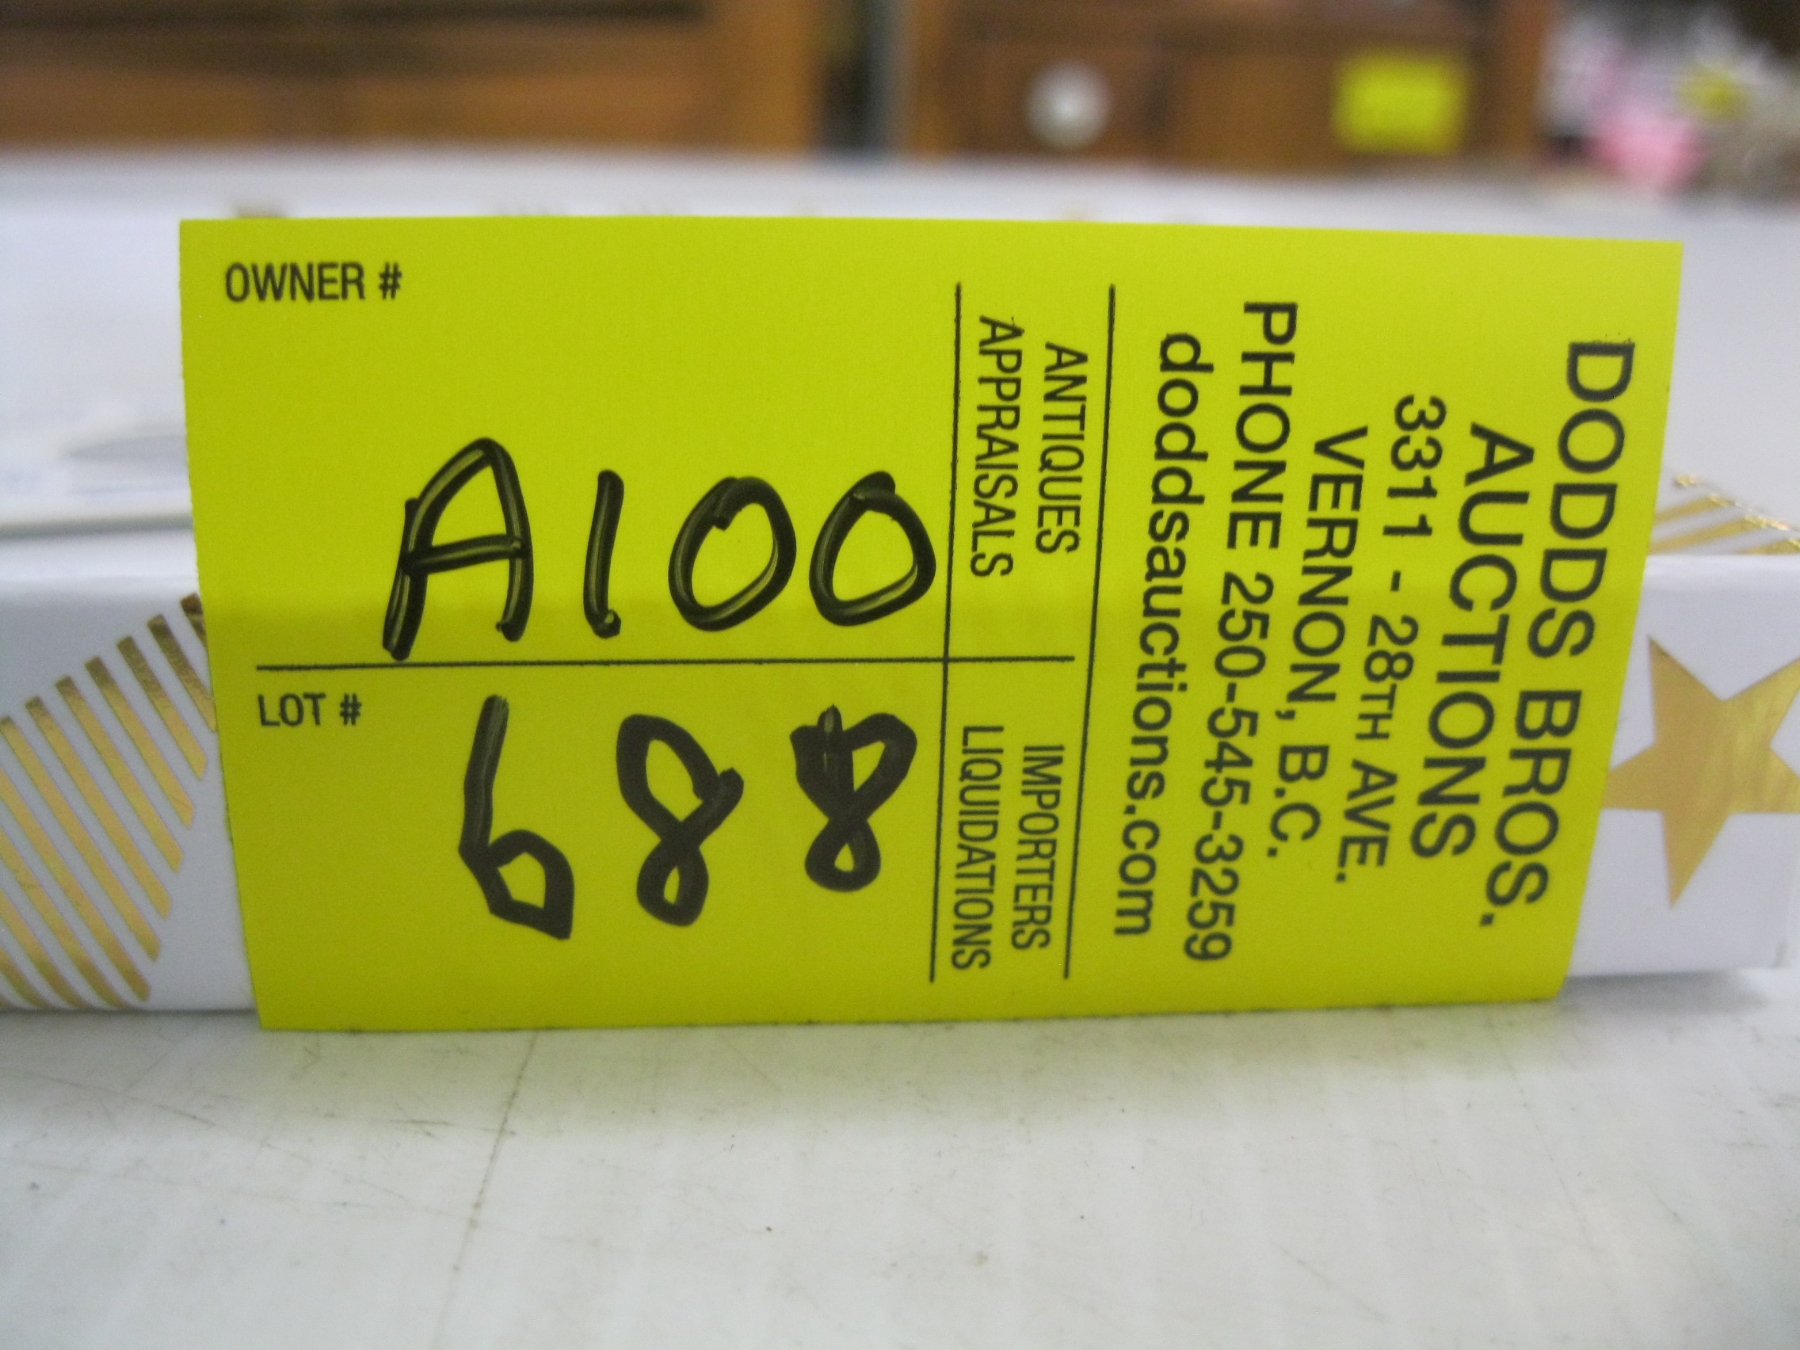 DODDS BROS.
AUCTIONS
3311 - 28TH AVE.
VERNON, B.C.
PHONE 250-545-3259
doddsauctions.com
ANTIQUES
APPRAISALS
IMPORTERS
LIQUIDATIONS
OWNER #
A100
LOT #
688